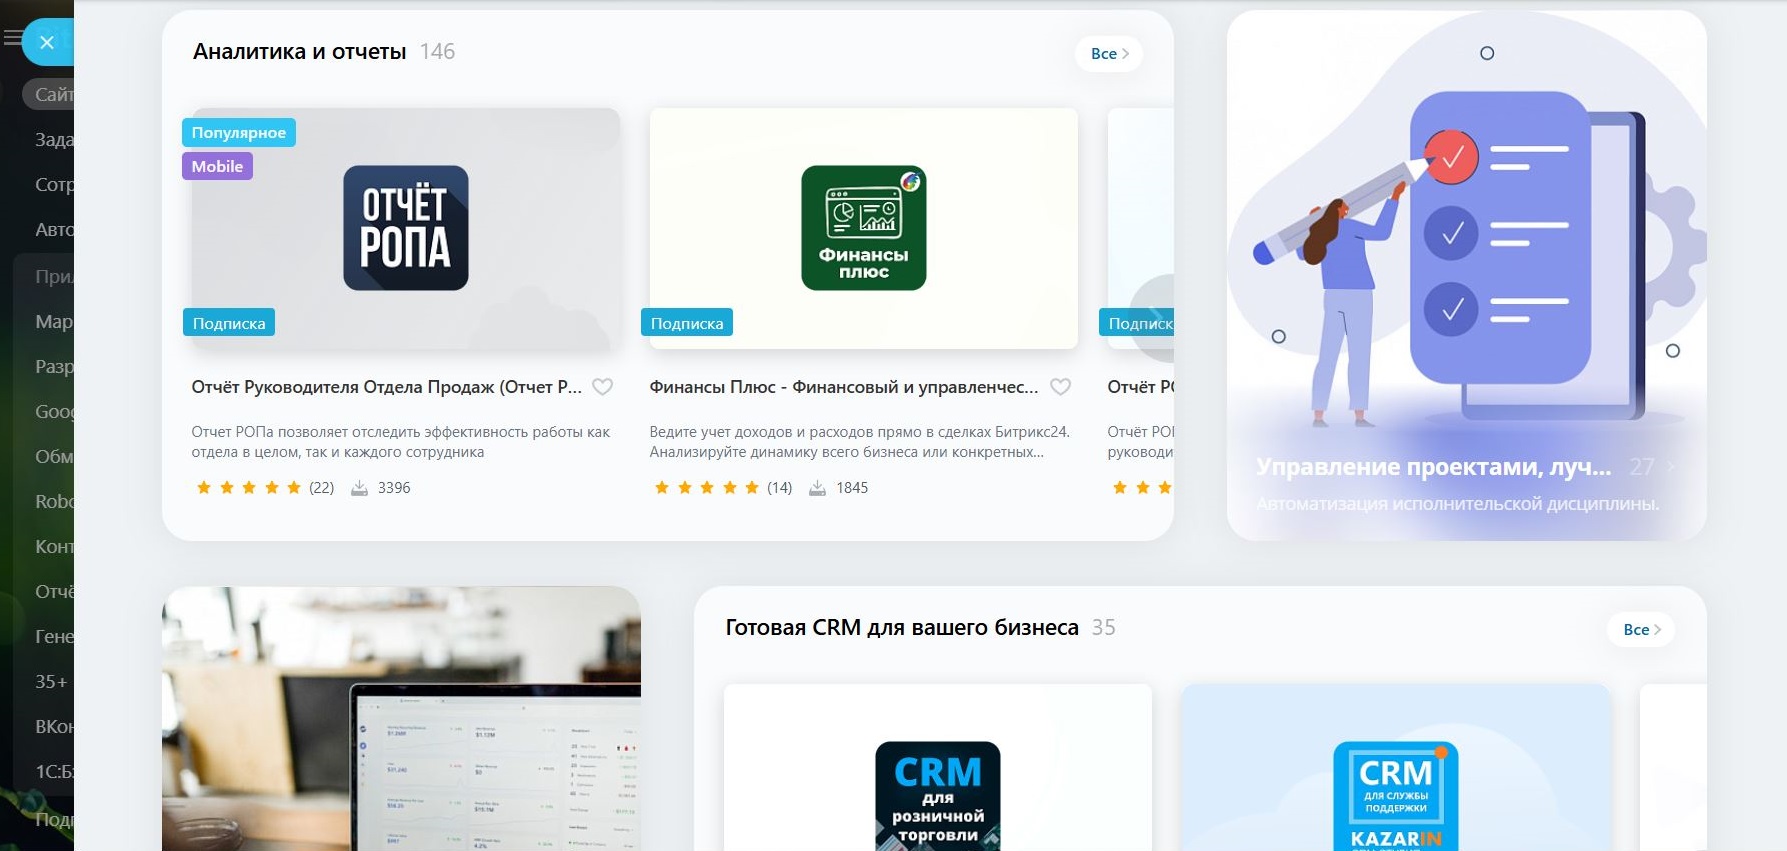 Сайт
Зада
Сотр
Авто
При
Мар
Разр
Goog
Обм
Robo
Конт
Отчё
Гене
35+
ВКон
1С:Б
Подп
Аналитика и отчеты 146
Все
Популярное
Mobile
ОТЧЁТ
РОПА
Подписка
Отчёт Руководителя Отдела Продаж (Отчет Р...
Отчет РОПа позволяет отследить эффективность работы как
отдела в целом, так и каждого сотрудника
(22) 3396
Финансы
плюс
Подписка
Финансы Плюс - Финансовый и управленчес...
Ведите учет доходов и расходов прямо в сделках Битрикс24.
Анализируйте динамику всего бизнеса или конкретных...
(14) 1845
Подписк
Отчёт РО
Отчёт РО
руководи
Управление проектами, луч... 27
Автоматизация исполнительской дисциплины.
Готовая CRM для вашего бизнеса 35
Все
CRM
для
розничной
торговли
CRM
ДЛЯ СЛУЖБЫ
ПОДДЕРЖКИ
KAZARIN